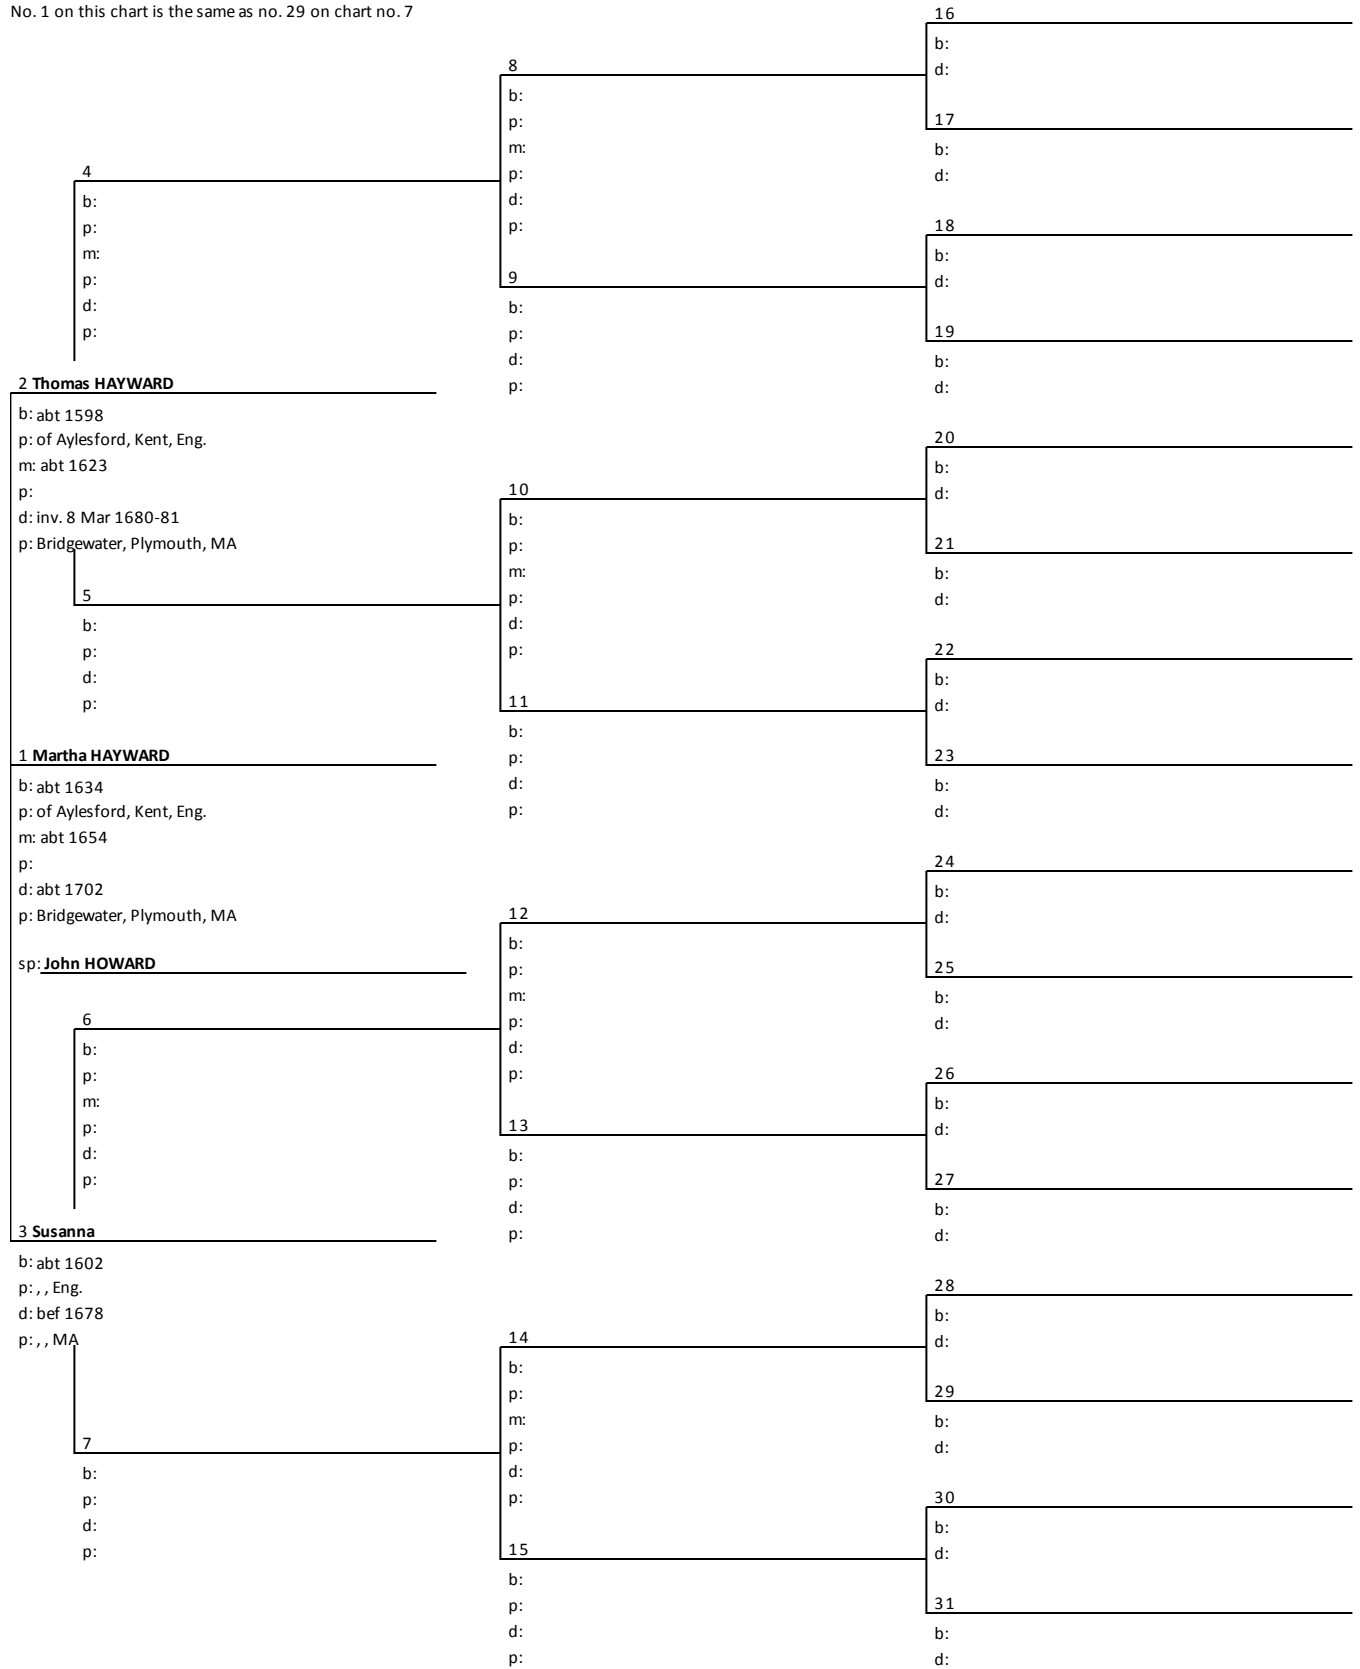 No. 1 on this chart is the same as no. 29 on chart no. 7
16
b:
d:
8
b:
p:
m:
p:
d:
p:
17
b:
d:
4
b:
p:
m:
p:
d:
p:
18
b:
d:
9
b:
p:
d:
p:
19
b:
d:
2 Thomas HAYWARD
b: abt 1598
p: of Aylesford, Kent, Eng.
m: abt 1623
p:
d: inv. 8 Mar 1680-81
p: Bridgewater, Plymouth, MA
20
b:
d:
10
b:
p:
m:
p:
d:
p:
21
b:
d:
5
b:
p:
d:
p:
22
b:
d:
11
b:
p:
d:
p:
23
b:
d:
1 Martha HAYWARD
b: abt 1634
p: of Aylesford, Kent, Eng.
m: abt 1654
p:
d: abt 1702
p: Bridgewater, Plymouth, MA
sp: John HOWARD
24
b:
d:
12
b:
p:
m:
p:
d:
p:
25
b:
d:
6
b:
p:
m:
p:
d:
p:
26
b:
d:
13
b:
p:
d:
p:
27
b:
d:
3 Susanna
b: abt 1602
p: , , Eng.
d: bef 1678
p: , , MA
28
b:
d:
14
b:
p:
m:
p:
d:
p:
29
b:
d:
7
b:
p:
d:
p:
30
b:
d:
15
b:
p:
d:
p:
31
b:
d: